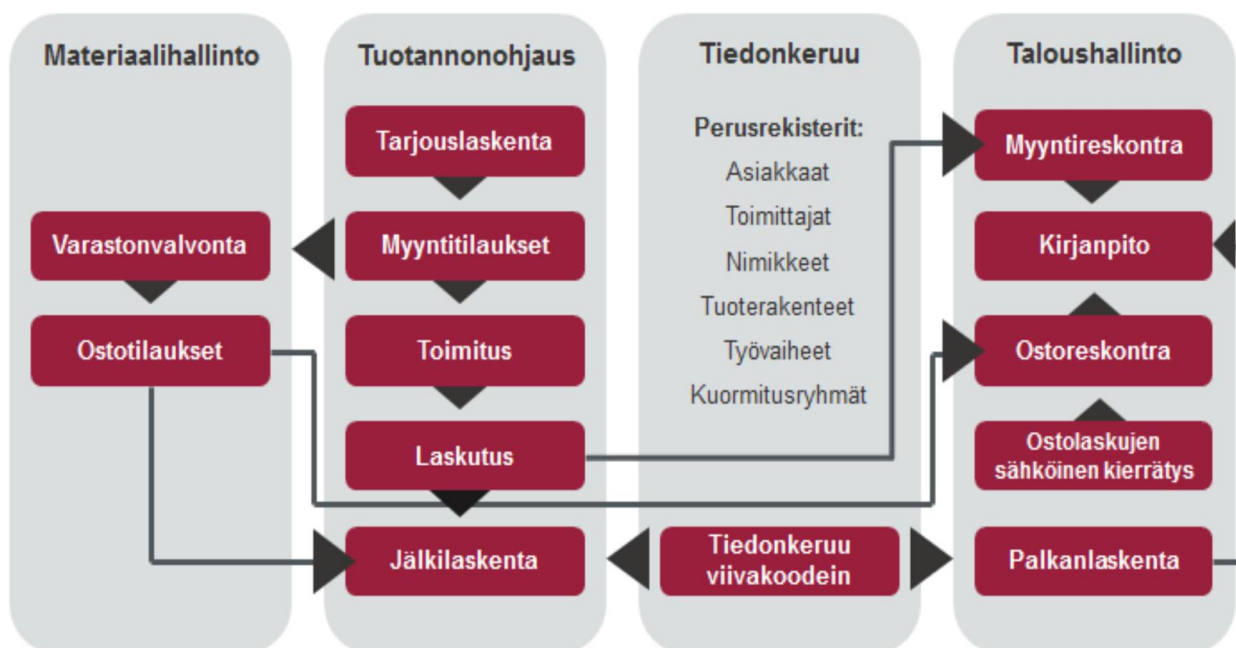 Materiaalihallinto
Varastonvalvonta
Ostotilaukset
Tuotannonohjaus
Tarjouslaskenta
Myyntitilaukset
Toimitus
Laskutus
Jälkilaskenta
Tiedonkeruu
Perusrekisterit:
Asiakkaat
Toimittajat
Nimikkeet
Tuoterakenteet
Työvaiheet
Kuormitusryhmät
Tiedonkeruu
viivakoodein
Taloushallinto
Myyntireskontra
Kirjanpito
Ostoreskontra
Ostolaskujen
sähköinen kierrätys
Palkanlaskenta